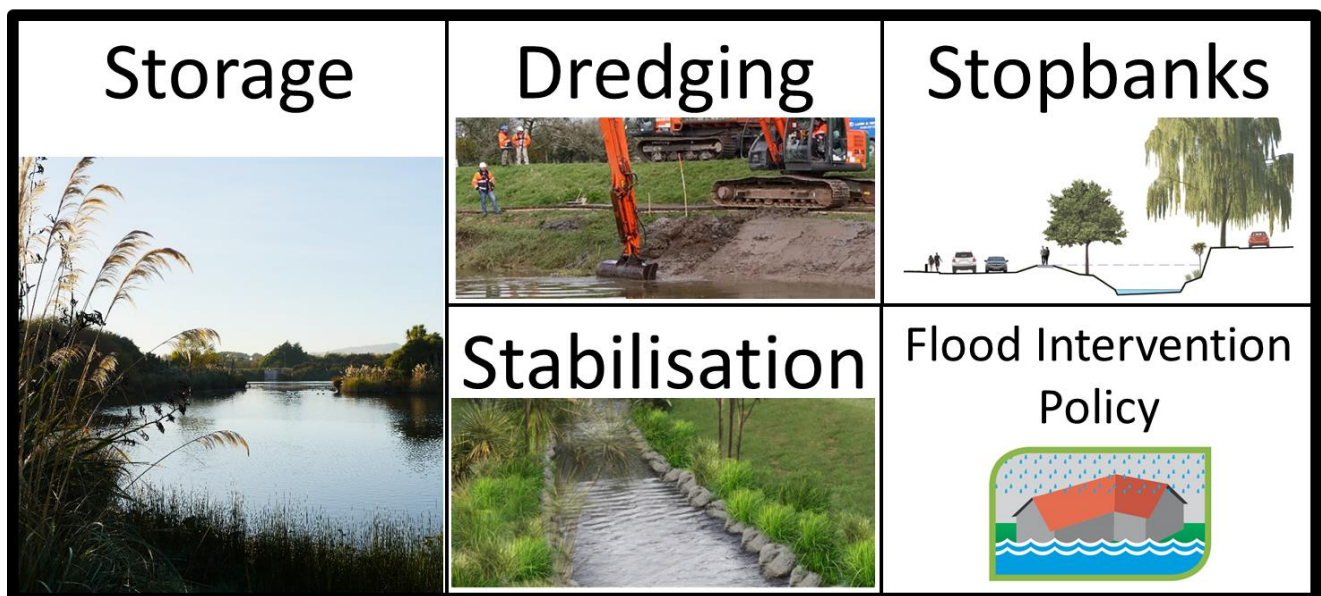 Storage
Dredging
Stopbanks
Stabilisation
Flood Intervention
Policy